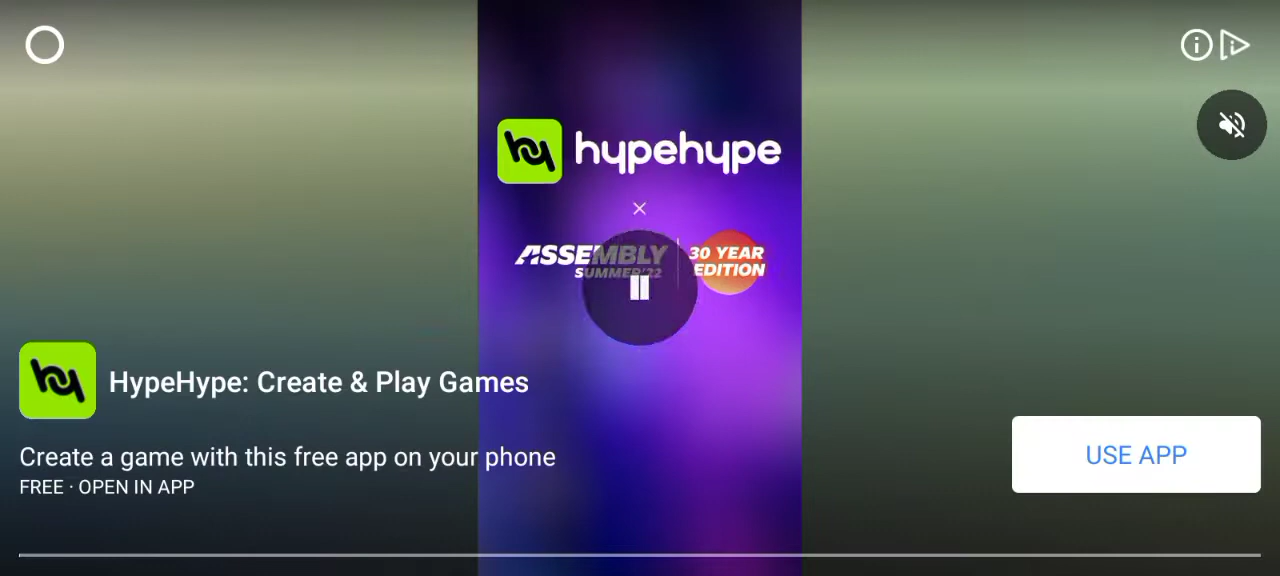 hypehype
×
ASSEMBLY
SUMMER'22
30 YEAR
EDITION
HypeHype: Create & Play Games
Create a game with this free app on your phone
FREE · OPEN IN APP
USE APP